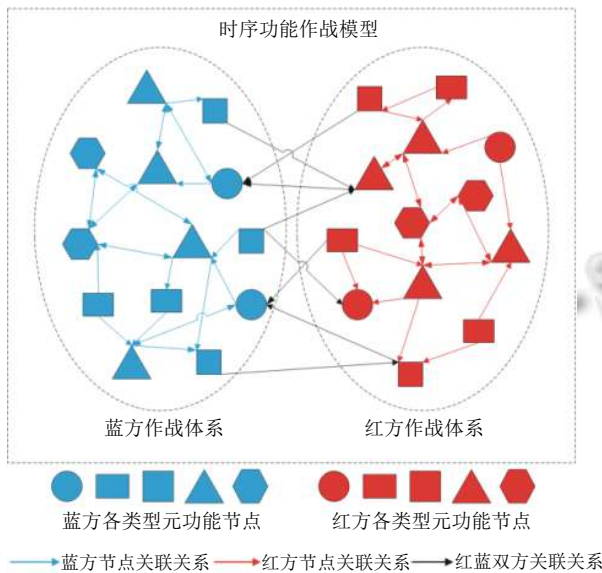 时序功能作战模型
蓝方作战体系
红方作战体系
蓝方各类型元功能节点
红方各类型元功能节点
蓝方节点关联关系
红方节点关联关系
红蓝双方关联关系